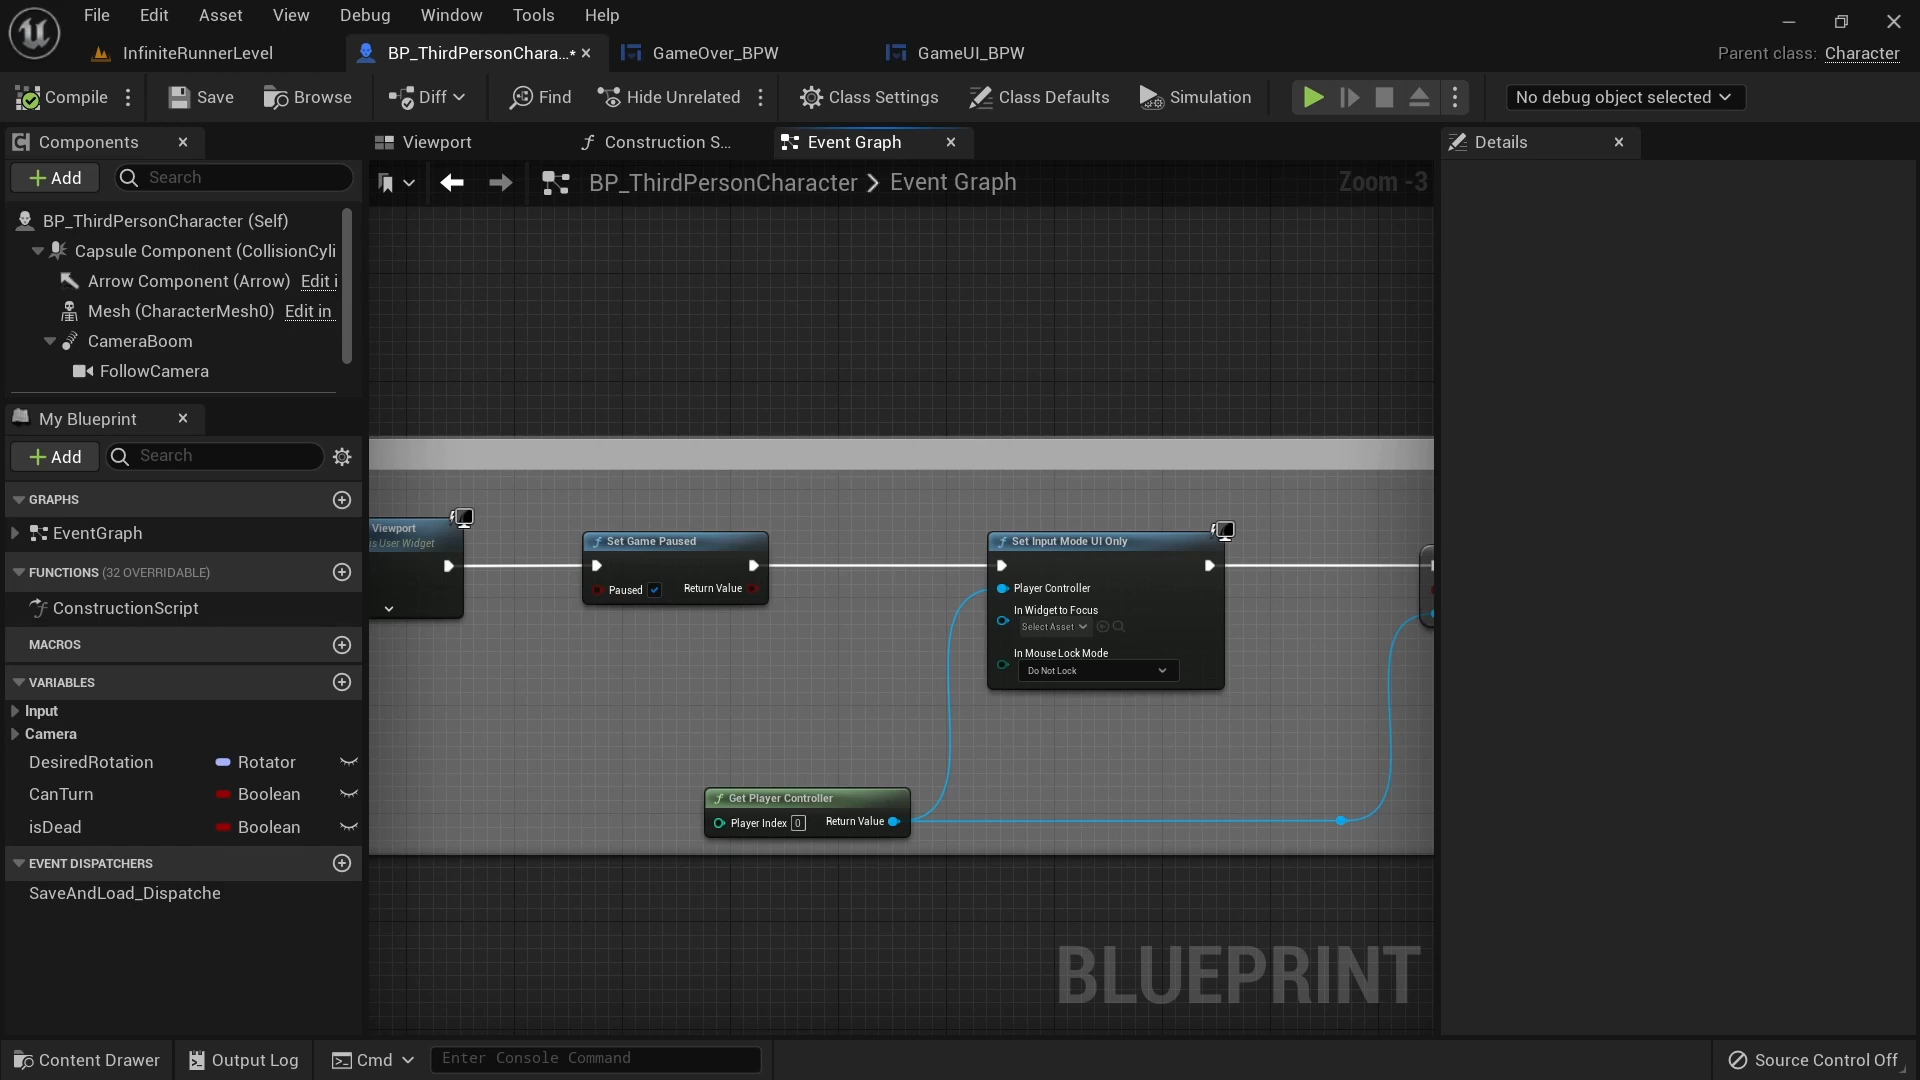 File Edit Asset View Debug Window Tools Help
InfiniteRunnerLevel BP_ThirdPersonChara...* GameOver_BPW GameUI_BPW Parent class: Character
Compile Save Browse Diff Find Hide Unrelated Class Settings Class Defaults Simulation No debug object selected
Components Viewport Construction S... Event Graph Details
Add Search BP_ThirdPersonCharacter > Event Graph Zoom -3
BP_ThirdPersonCharacter (Self)
Capsule Component (CollisionCyli
Arrow Component (Arrow) Edit i
Mesh (CharacterMesh0) Edit in
CameraBoom
FollowCamera
My Blueprint
Add Search
GRAPHS
EventGraph
FUNCTIONS (32 OVERRIDABLE)
ConstructionScript
MACROS
VARIABLES
Input
Camera
DesiredRotation Rotator
CanTurn Boolean
isDead Boolean
EVENT DISPATCHERS
SaveAndLoad_Dispatche
Viewport
is User Widget
Set Game Paused
Paused Return Value
Set Input Mode UI Only
Player Controller
In Widget to Focus
Select Asset
In Mouse Lock Mode
Do Not Lock
Get Player Controller
Player Index 0 Return Value
BLUEPRINT
Content Drawer Output Log Cmd Enter Console Command Source Control Off